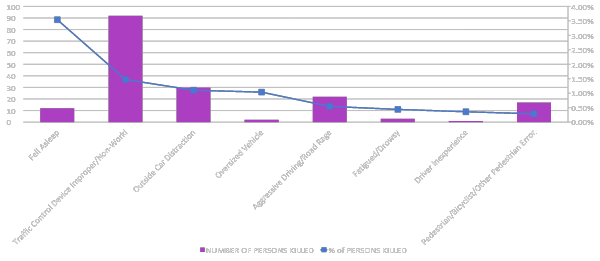 100
90
80
70
60
50
40
30
20
10
0
4.00%
3.50%
3.00%
2.50%
2.00%
1.50%
1.00%
0.50%
0.00%
Fell Asleep
Traffic Control Device Improper/Non-Workl
Outside Car Distraction
Oversized Vehicle
Aggressive Driving/Road Rage
Fatigued/Drowsy
Driver Inexperience
Pedestrian/Bicyclist/Other Pedestrian Error
NUMBER OF PERSONS KILLED
% of PERSONS KILLED